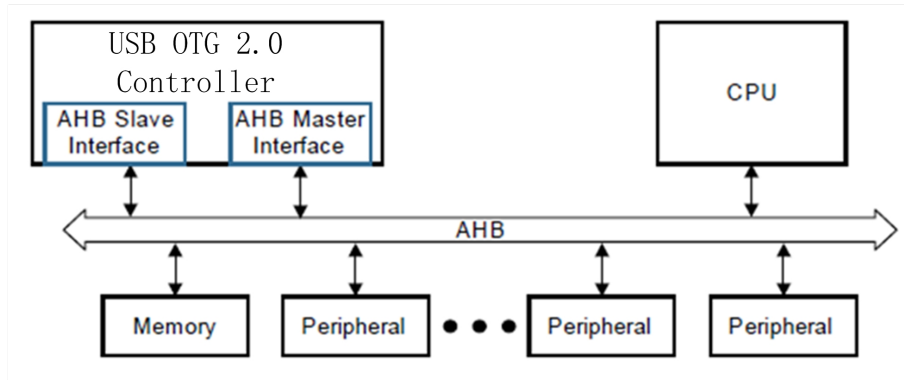 USB OTG 2.0
Controller
AHB Slave
Interface
AHB Master
Interface
CPU
AHB
Memory
Peripheral
Peripheral
Peripheral